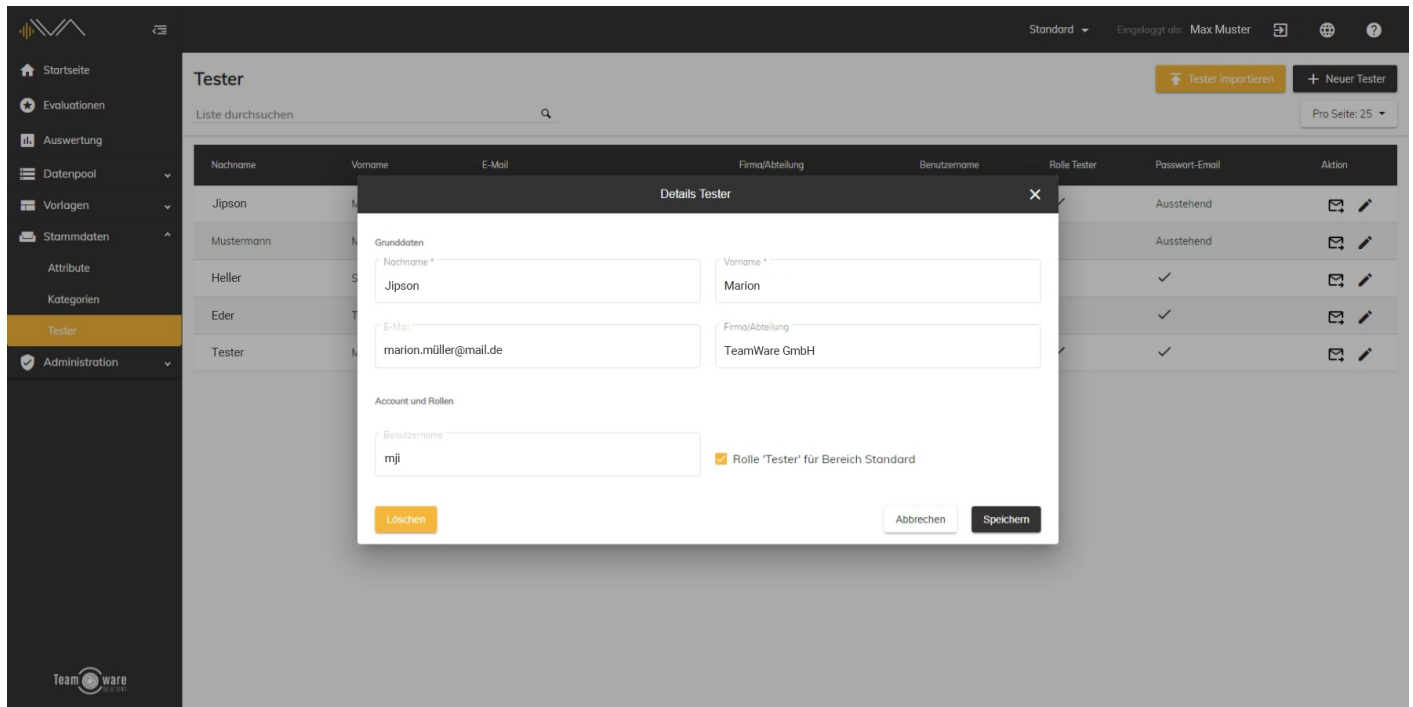 Standard
Eingeloggt als: Max Muster
Startseite
Evaluationen
Auswertung
Datenpool
Vorlagen
Stammdaten
Attribute
Kategorien
Tester
Administration
Team ware
SOLUTIONS
Tester
Tester importieren
+ Neuer Tester
Liste durchsuchen
Pro Seite: 25
Nachname Vorname E-Mail Firma/Abteilung Benutzername Rolle Tester Passwort-Email Aktion
Jipson M Ausstehend
Mustermann M Ausstehend
Heller S
Eder T
Tester M
Details Tester
Grunddaten
Nachname * Vorname *
Jipson Marion
E-Mail Firma/Abteilung
marion.müller@mail.de TeamWare GmbH
Account und Rollen
Benutzername
mji Rolle 'Tester' für Bereich Standard
Löschen Abbrechen Speichern